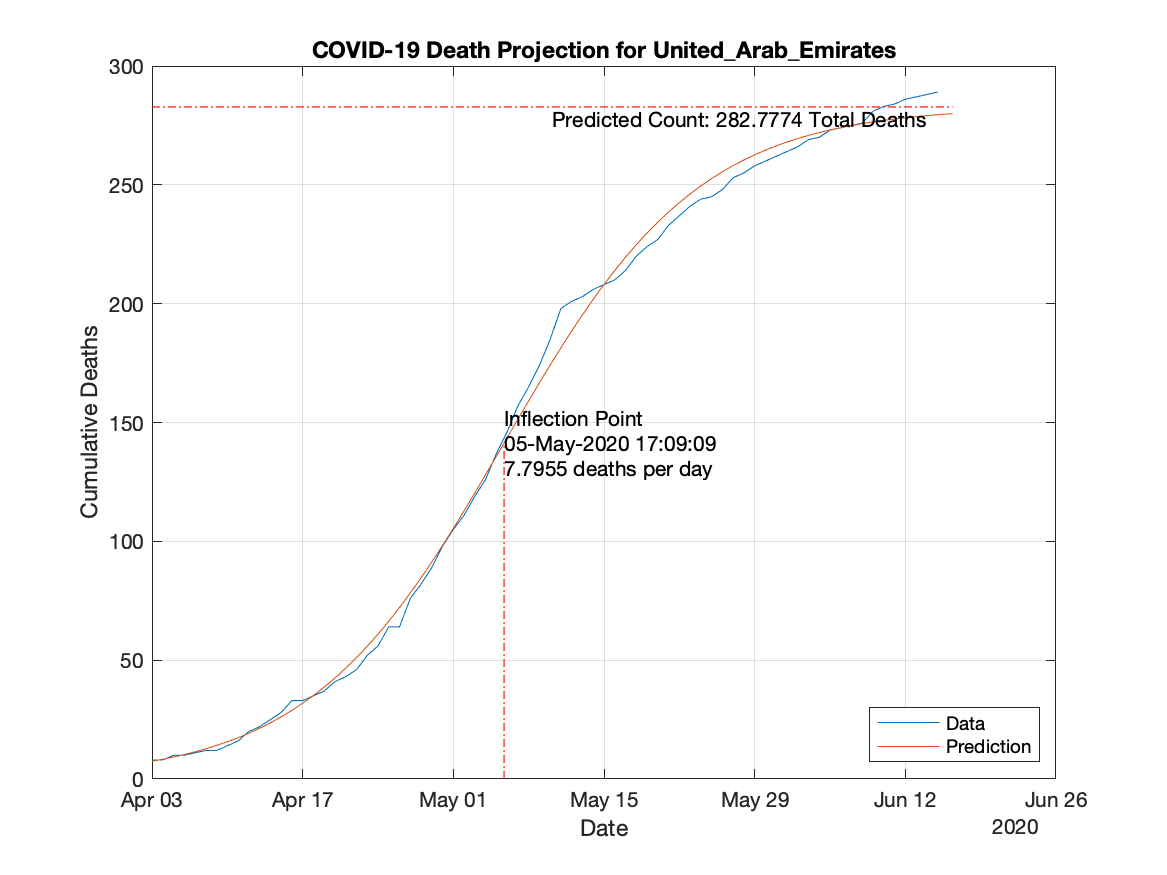 COVID-19 Death Projection for United_Arab_Emirates
300
250
200
150
100
50
0
Cumulative Deaths
Predicted Count: 282.7774 Total Deaths
Inflection Point
05-May-2020 17:09:09
7.7955 deaths per day
Data
Prediction
Apr 03 Apr 17 May 01 May 15 May 29 Jun 12 Jun 26
Date
2020